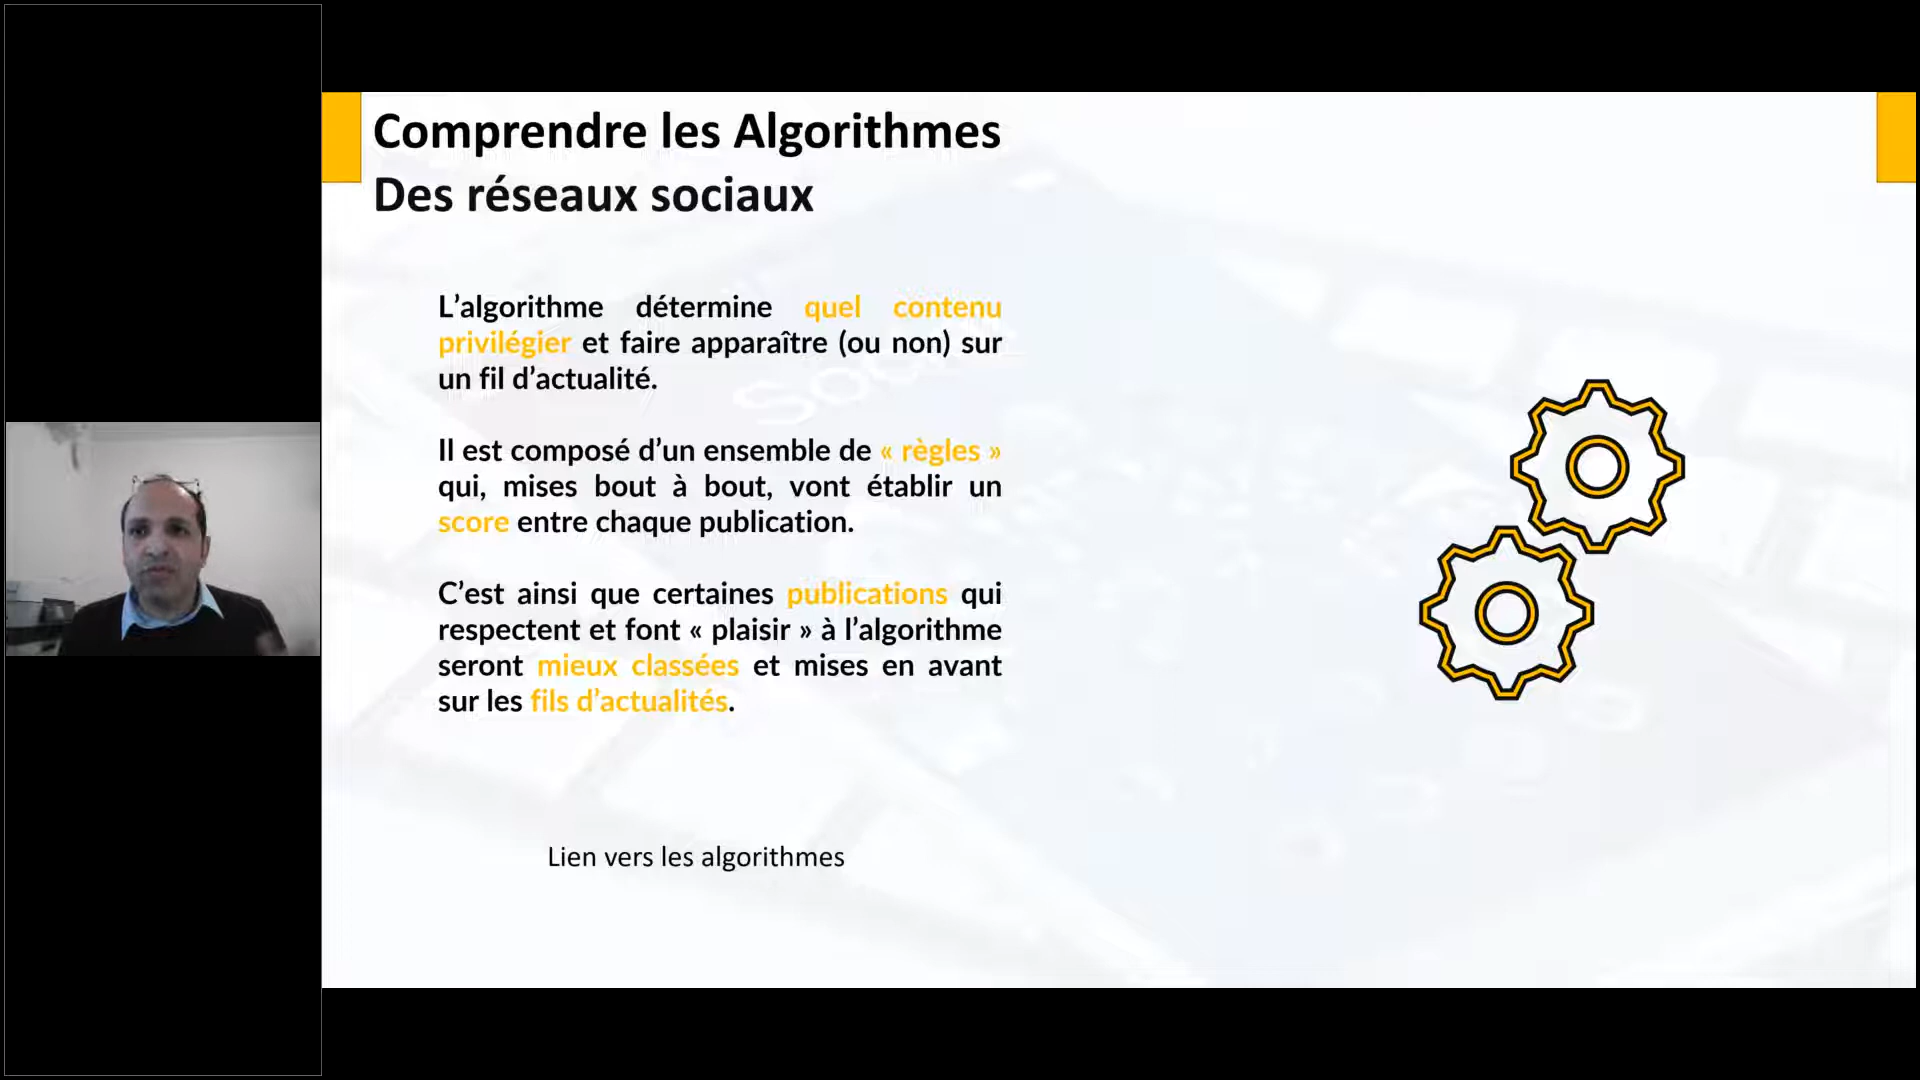 Comprendre les Algorithmes
Des réseaux sociaux
L’algorithme détermine quel contenu
privilégier et faire apparaître (ou non) sur
un fil d’actualité.
Il est composé d’un ensemble de « règles »
qui, mises bout à bout, vont établir un
score entre chaque publication.
C’est ainsi que certaines publications qui
respectent et font « plaisir » à l’algorithme
seront mieux classées et mises en avant
sur les fils d’actualités.
Lien vers les algorithmes